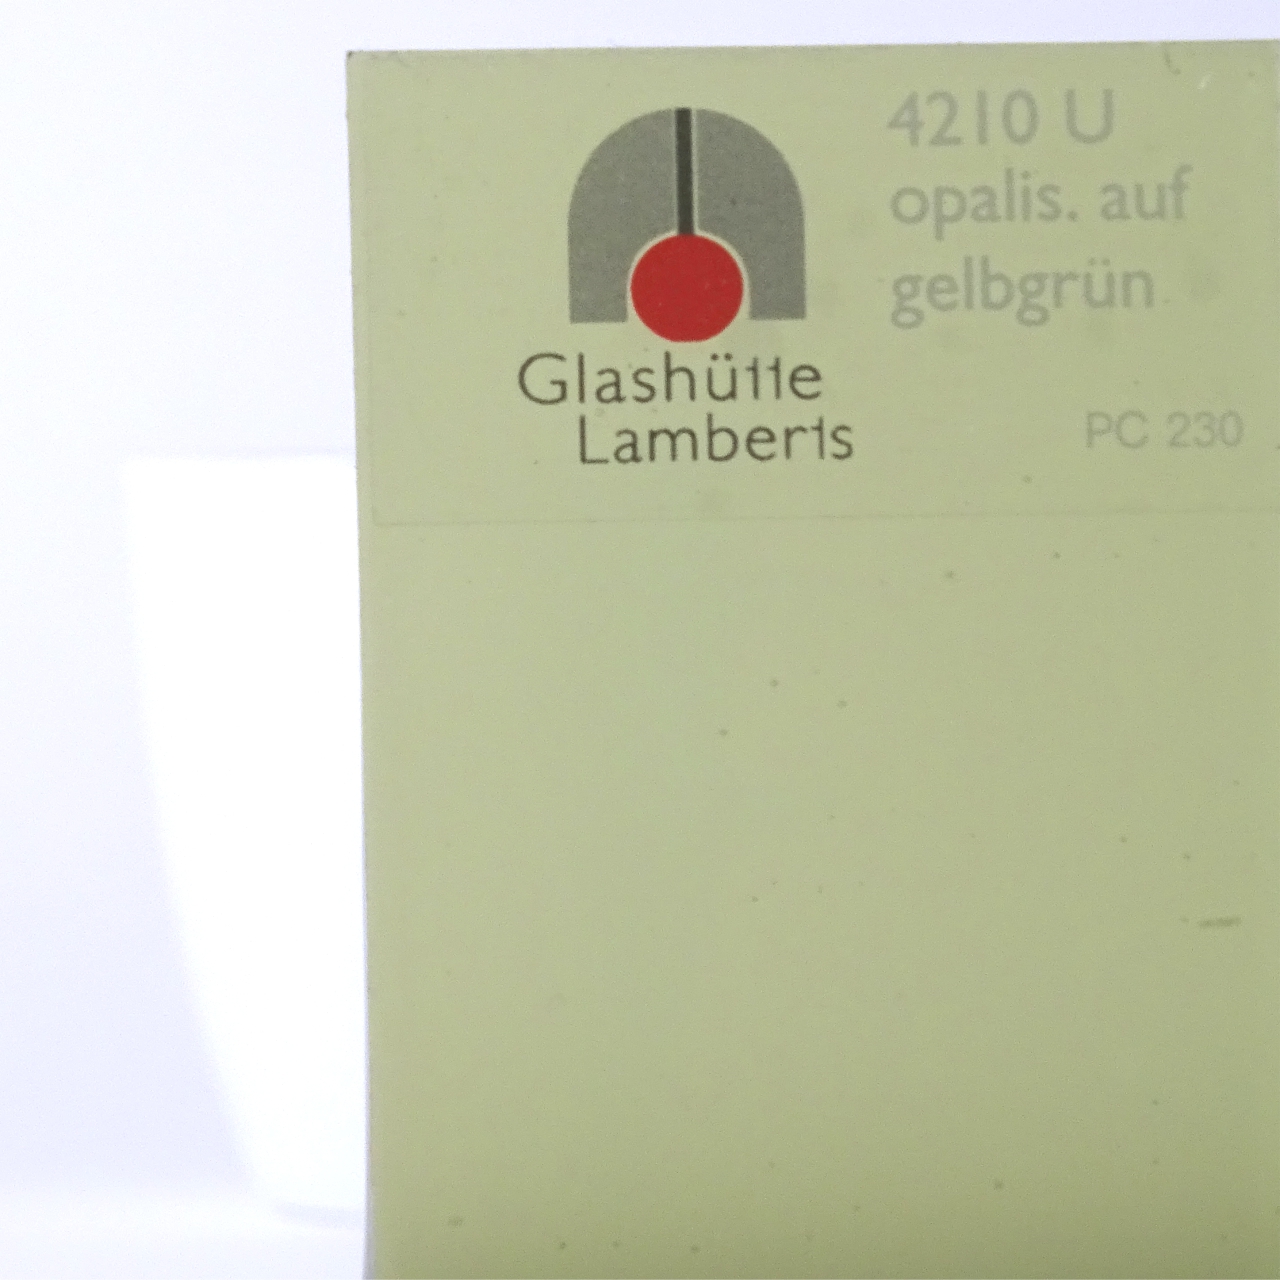 4210 U
opalis. auf
gelbgrün
Glashütte
Lamberts
PC 230